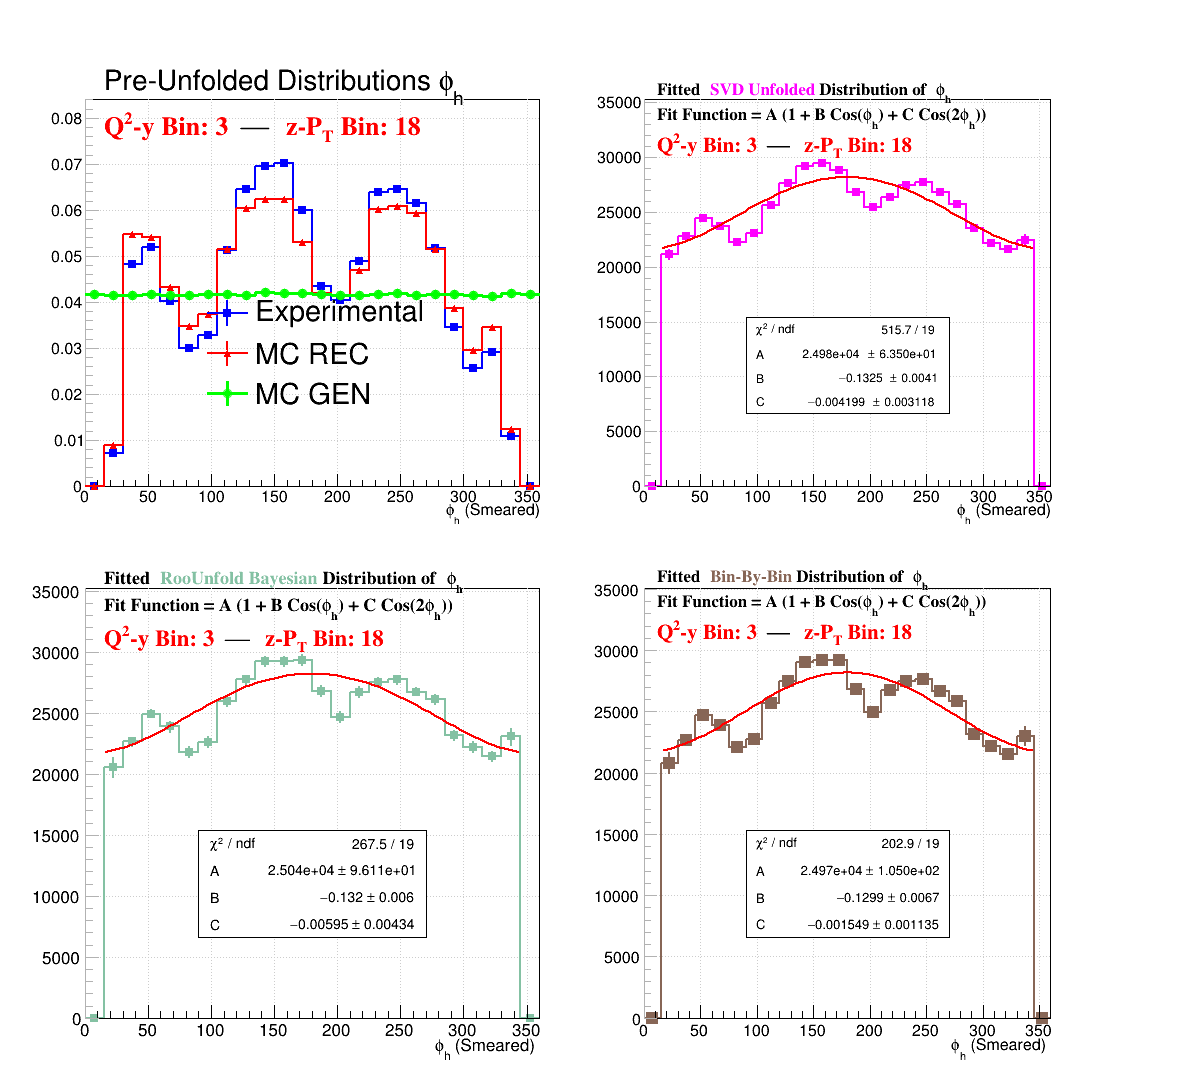 Pre-Unfolded Distributions ϕh
Q²-y Bin: 3 — z-PT Bin: 18
0.08
0.07
0.06
0.05
0.04
0.03
0.02
0.01
0
Experimental
MC REC
MC GEN
0 50 100 150 200 250 300 350
ϕh (Smeared)
Fitted SVD Unfolded Distribution of ϕh
Fit Function = A (1 + B Cos(ϕh) + C Cos(2ϕh))
Q²-y Bin: 3 — z-PT Bin: 18
35000
30000
25000
20000
15000
10000
5000
0
χ² / ndf 515.7 / 19
A 2.498e+04 ± 6.350e+01
B −0.1325 ± 0.0041
C −0.004199 ± 0.003118
0 50 100 150 200 250 300 350
ϕh (Smeared)
Fitted RooUnfold Bayesian Distribution of ϕh
Fit Function = A (1 + B Cos(ϕh) + C Cos(2ϕh))
Q²-y Bin: 3 — z-PT Bin: 18
35000
30000
25000
20000
15000
10000
5000
0
χ² / ndf 267.5 / 19
A 2.504e+04 ± 9.611e+01
B −0.132 ± 0.006
C −0.00595 ± 0.00434
0 50 100 150 200 250 300 350
ϕh (Smeared)
Fitted Bin-By-Bin Distribution of ϕh
Fit Function = A (1 + B Cos(ϕh) + C Cos(2ϕh))
Q²-y Bin: 3 — z-PT Bin: 18
35000
30000
25000
20000
15000
10000
5000
0
χ² / ndf 202.9 / 19
A 2.497e+04 ± 1.050e+02
B −0.1299 ± 0.0067
C −0.001549 ± 0.001135
0 50 100 150 200 250 300 350
ϕh (Smeared)